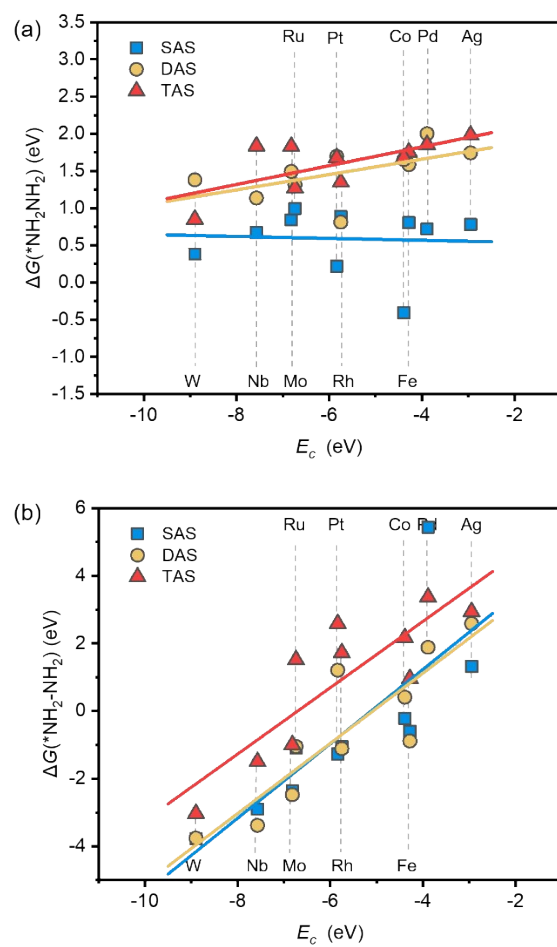 (a)
SAS
DAS
TAS
Ru Pt Co Pd Ag
3.5
3.0
2.5
2.0
1.5
1.0
0.5
0.0
-0.5
-1.0
-1.5
ΔG(*NH₂NH₂) (eV)
W Nb Mo Rh Fe
-10 -8 -6 -4 -2
E_c (eV)
(b)
SAS
DAS
TAS
Ru Pt Co Pd Ag
6
4
2
0
-2
-4
ΔG(*NH₂-NH₂) (eV)
W Nb Mo Rh Fe
-10 -8 -6 -4 -2
E_c (eV)